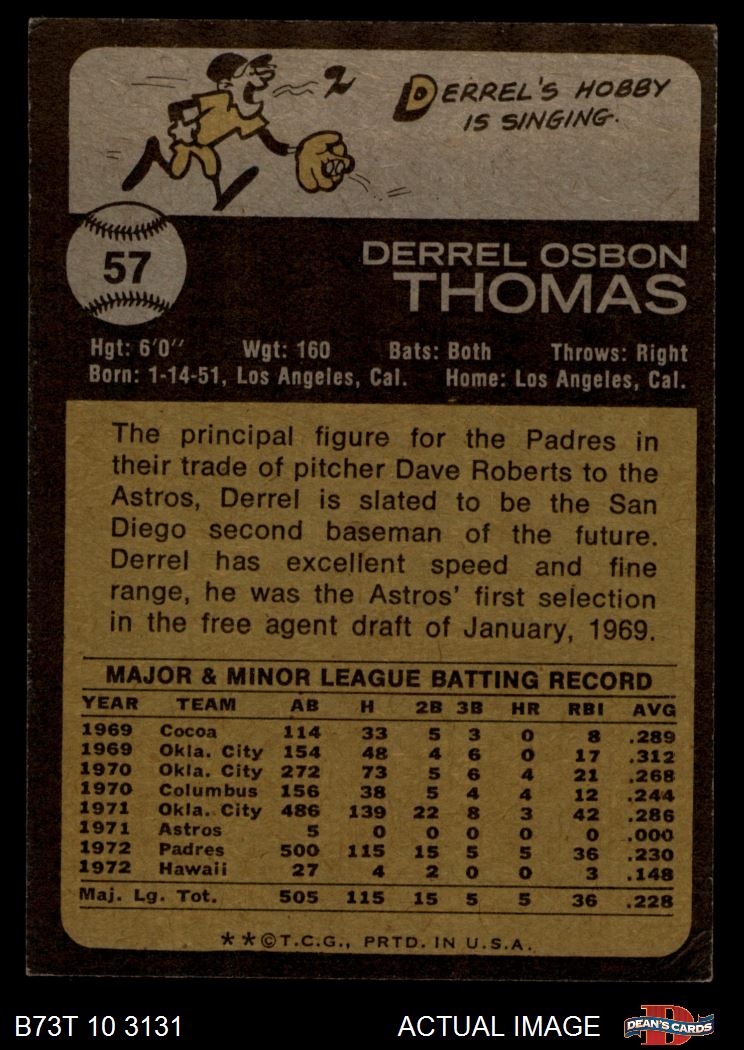 DERREL'S HOBBY
IS SINGING.
57
DERREL OSBON
THOMAS
Hgt: 6'0" Wgt: 160 Bats: Both Throws: Right
Born: 1-14-51, Los Angeles, Cal. Home: Los Angeles, Cal.
The principal figure for the Padres in
their trade of pitcher Dave Roberts to the
Astros, Derrel is slated to be the San
Diego second baseman of the future.
Derrel has excellent speed and fine
range, he was the Astros' first selection
in the free agent draft of January, 1969.
MAJOR & MINOR LEAGUE BATTING RECORD
YEAR TEAM AB H 2B 3B HR RBI AVG
1969 Cocoa 114 33 5 3 0 8 .289
1969 Okla. City 154 48 4 6 0 17 .312
1970 Okla. City 272 73 5 6 4 21 .268
1970 Columbus 156 38 5 4 4 12 .244
1971 Okla. City 486 139 22 8 3 42 .286
1971 Astros 5 0 0 0 0 0 .000
1972 Padres 500 115 15 5 5 36 .230
1972 Hawaii 27 4 2 0 0 3 .148
Maj. Lg. Tot. 505 115 15 5 5 36 .228
**©T.C.G., PRTD. IN U.S.A.
B73T 10 3131 ACTUAL IMAGE D DEAN'S CARDS